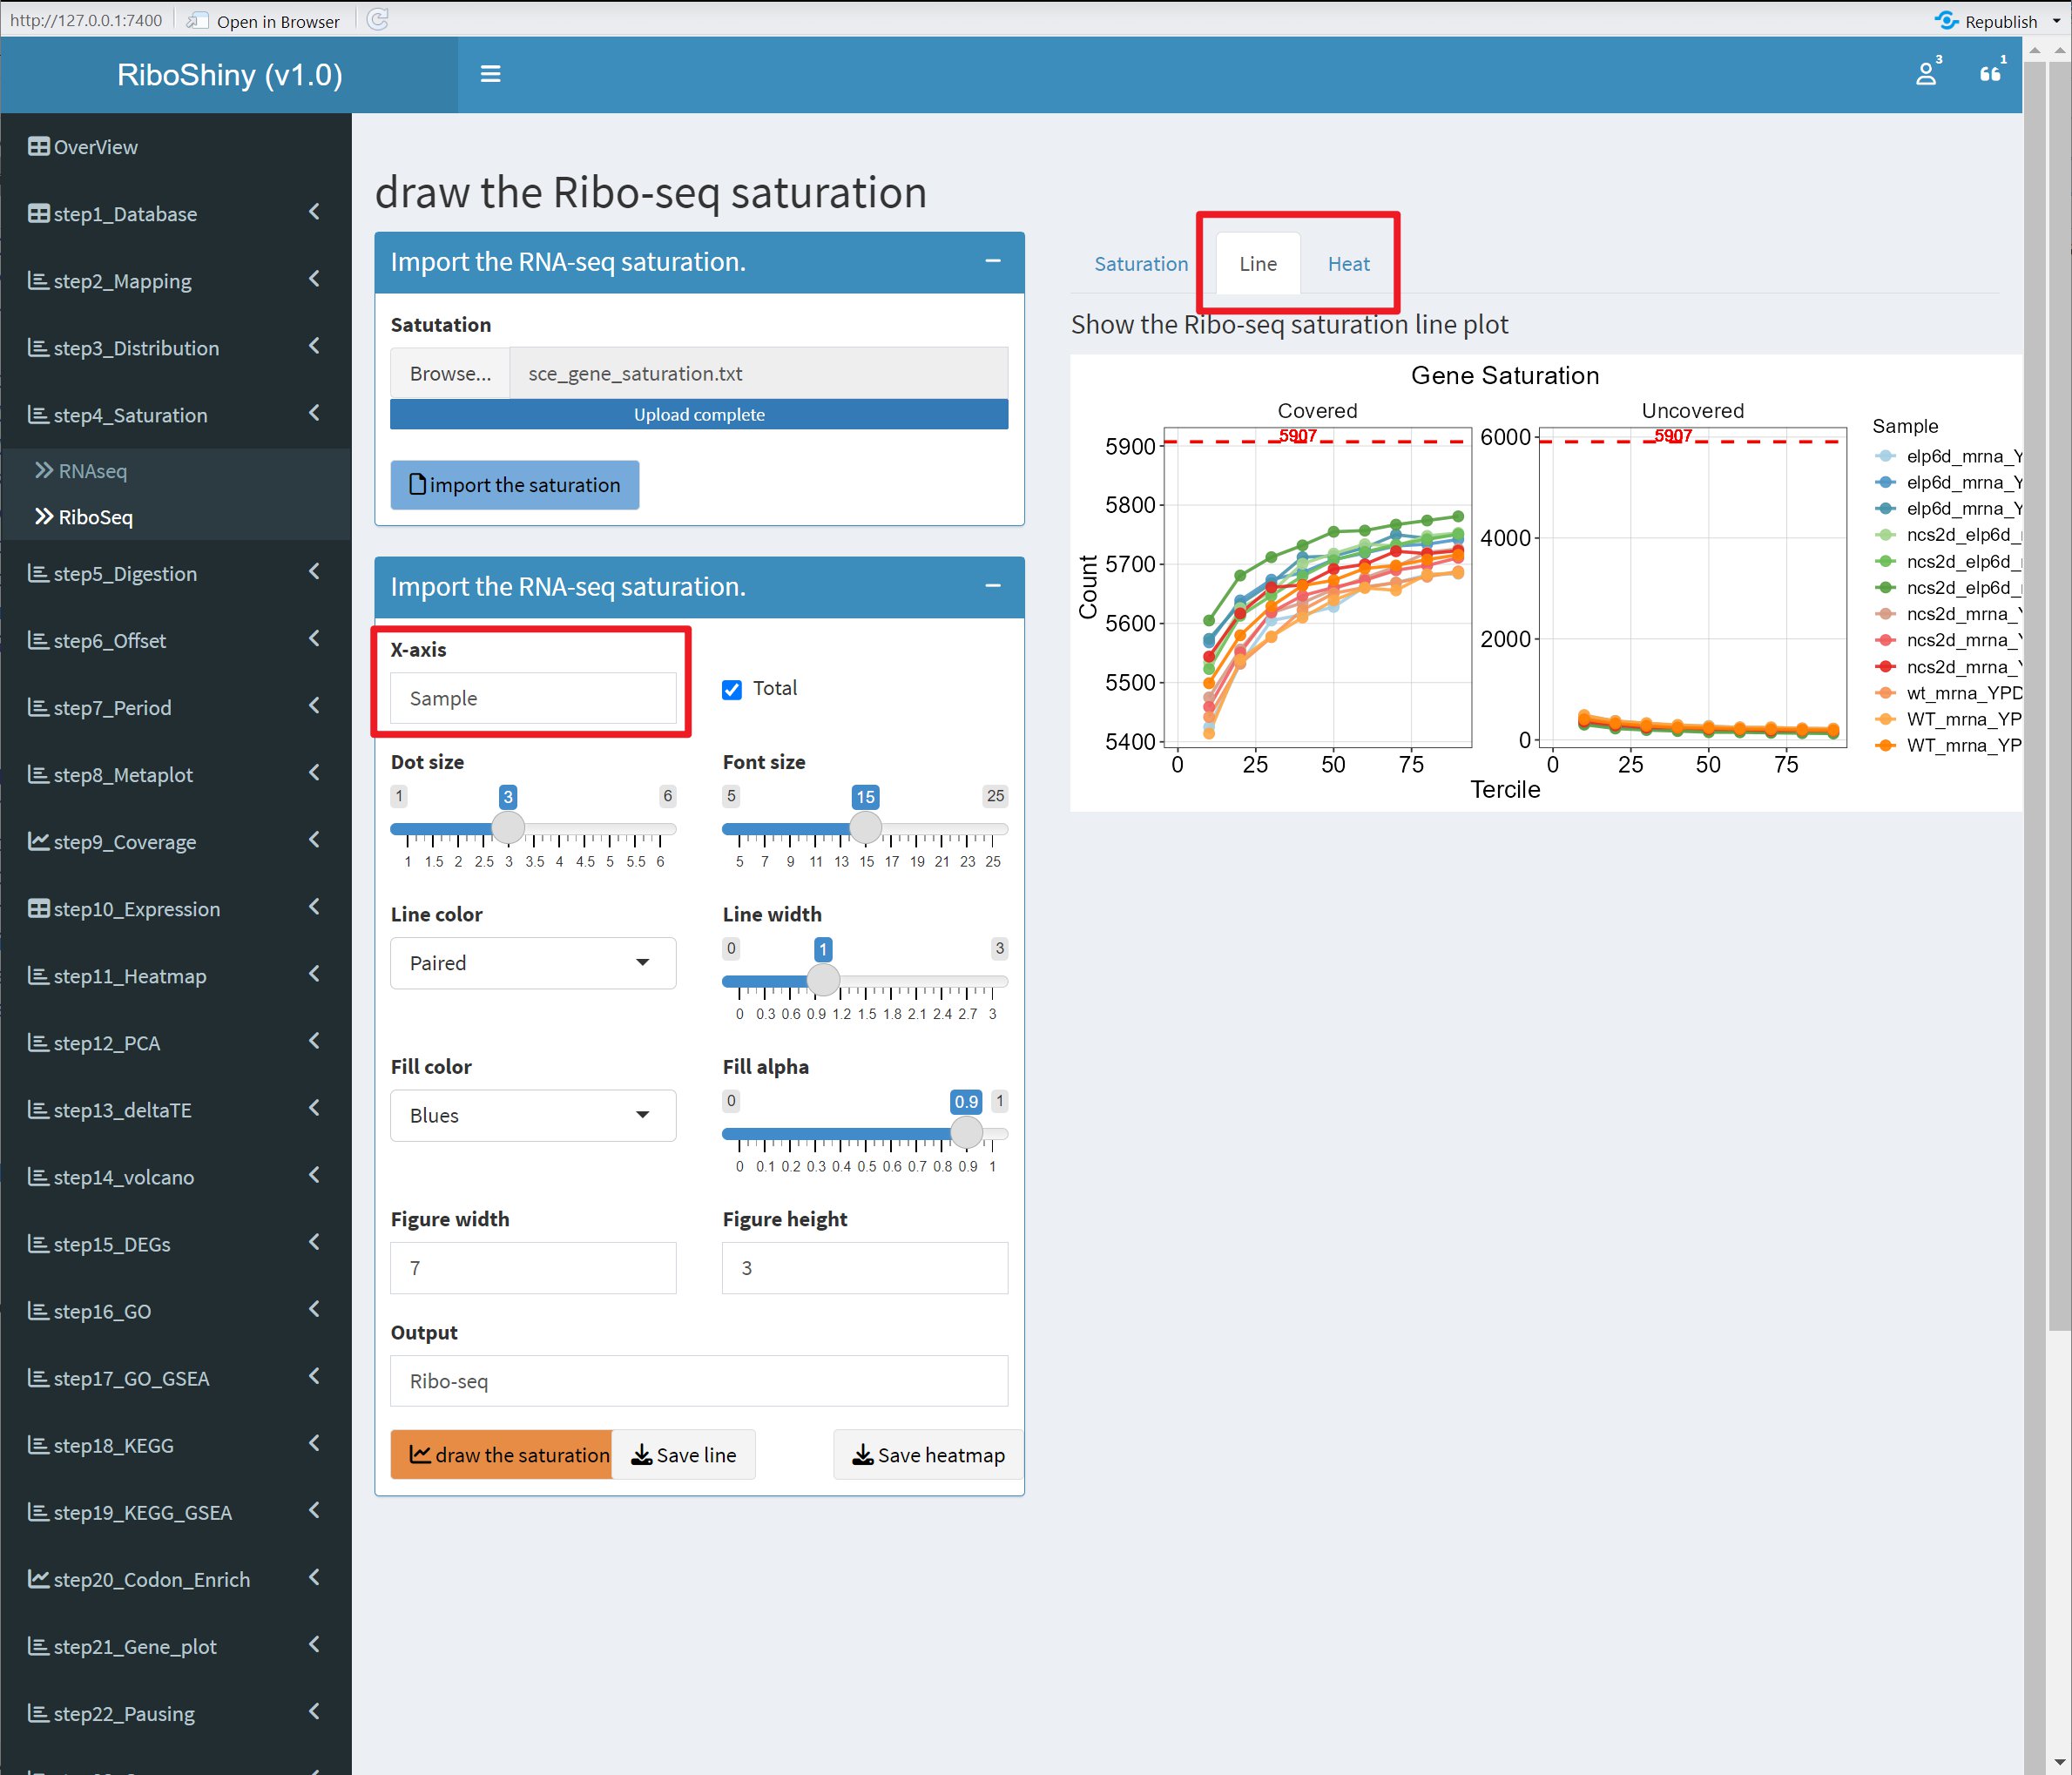 http://127.0.0.1:7400 Open in Browser Republish
RiboShiny (v1.0) 3 1
OverView
step1_Database
step2_Mapping
step3_Distribution
step4_Saturation
RNAseq
RiboSeq
step5_Digestion
step6_Offset
step7_Period
step8_Metaplot
step9_Coverage
step10_Expression
step11_Heatmap
step12_PCA
step13_deltaTE
step14_volcano
step15_DEGs
step16_GO
step17_GO_GSEA
step18_KEGG
step19_KEGG_GSEA
step20_Codon_Enrich
step21_Gene_plot
step22_Pausing
draw the Ribo-seq saturation
Import the RNA-seq saturation.
Satutation
Browse... sce_gene_saturation.txt
Upload complete
import the saturation
Import the RNA-seq saturation.
X-axis
Sample
Total
Dot size Font size
1 3 6 5 15 25
1 1.5 2 2.5 3 3.5 4 4.5 5 5.5 6 5 7 9 11 13 15 17 19 21 23 25
Line color Line width
Paired
0 1 3
0 0.3 0.6 0.9 1.2 1.5 1.8 2.1 2.4 2.7 3
Fill color Fill alpha
Blues
0 0.9 1
0 0.1 0.2 0.3 0.4 0.5 0.6 0.7 0.8 0.9 1
Figure width Figure height
7 3
Output
Ribo-seq
draw the saturation Save line Save heatmap
Saturation Line Heat
Show the Ribo-seq saturation line plot
Gene Saturation
Covered Uncovered
5907 5907
Count
5900
5800
5700
5600
5500
5400
6000
4000
2000
0
0 25 50 75 0 25 50 75
Tercile
Sample
elp6d_mrna_Y
elp6d_mrna_Y
elp6d_mrna_Y
ncs2d_elp6d_
ncs2d_elp6d_
ncs2d_elp6d_
ncs2d_mrna_
ncs2d_mrna_
ncs2d_mrna_
wt_mrna_YPD
WT_mrna_YP
WT_mrna_YP